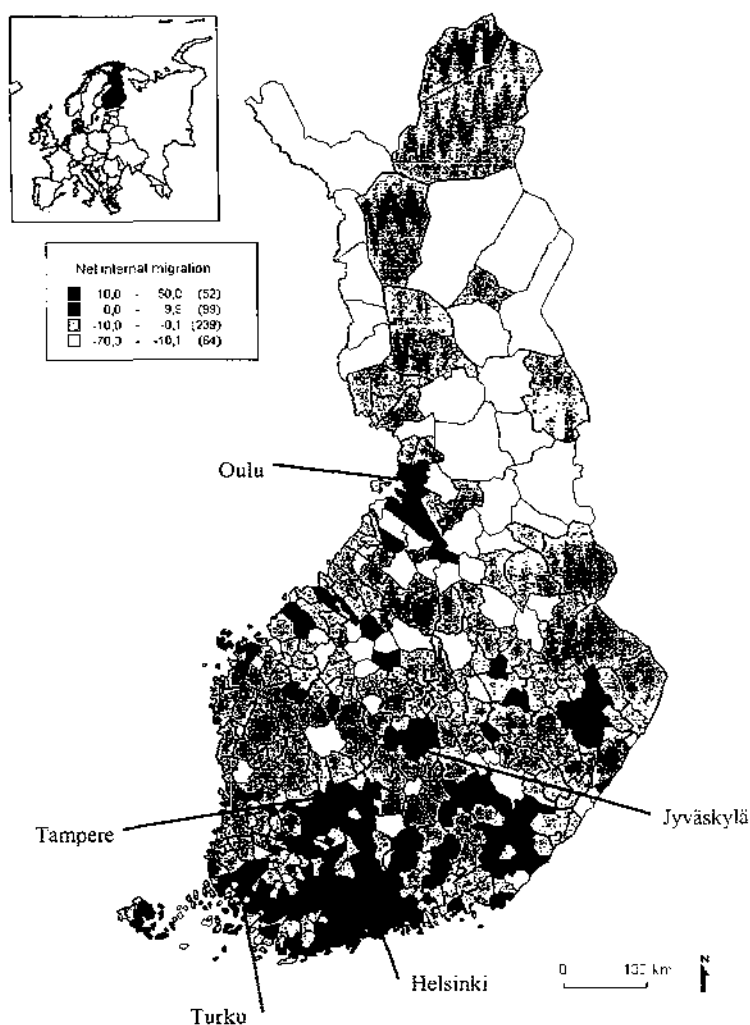 Net internal migration
10,0 - 50,0 (52)
0,0 - 9,9 (99)
-10,0 - -0,1 (239)
-70,0 - -10,1 (64)
Oulu
Jyväskylä
Tampere
N
0 130 km
Helsinki
Turku